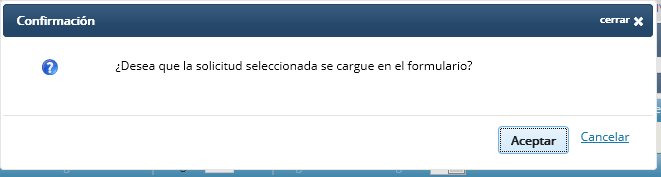 Confirmación
cerrar
¿Desea que la solicitud seleccionada se cargue en el formulario?
Aceptar
Cancelar